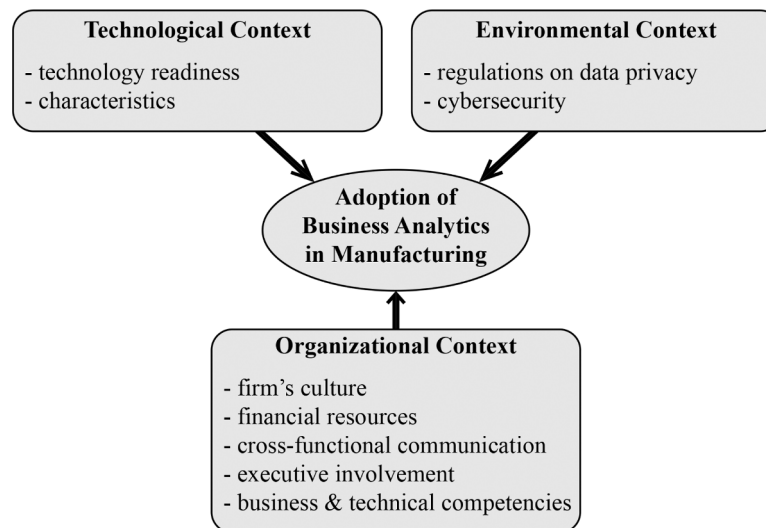 Technological Context
- technology readiness
- characteristics
Environmental Context
- regulations on data privacy
- cybersecurity
Adoption of
Business Analytics
in Manufacturing
Organizational Context
- firm’s culture
- financial resources
- cross-functional communication
- executive involvement
- business & technical competencies